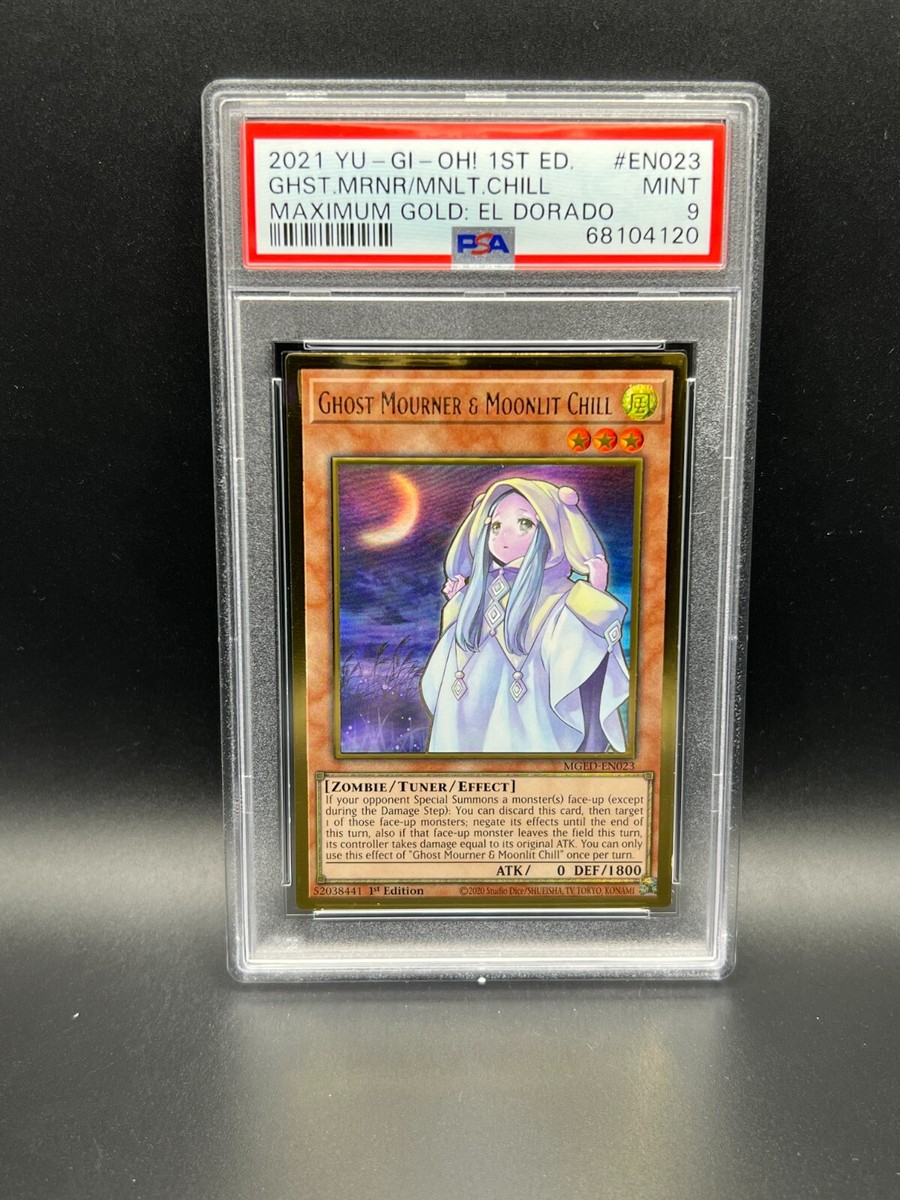 2021 YU-GI-OH! 1ST ED. #EN023
GHST.MRNR/MNLT.CHILL MINT
MAXIMUM GOLD: EL DORADO 9
PSA 68104120
GHOST MOURNER & MOONLIT CHILL 風
MGED-EN023
[ZOMBIE/TUNER/EFFECT]
If your opponent Special Summons a monster(s) face-up (except
during the Damage Step): You can discard this card, then target
1 of those face-up monsters; negate its effects until the end of
this turn, also if that face-up monster leaves the field this turn,
its controller takes damage equal to its original ATK. You can only
use this effect of "Ghost Mourner & Moonlit Chill" once per turn.
ATK/ 0 DEF/1800
52038441 1st Edition ©2020 Studio Dice/SHUEISHA, TV TOKYO, KONAMI